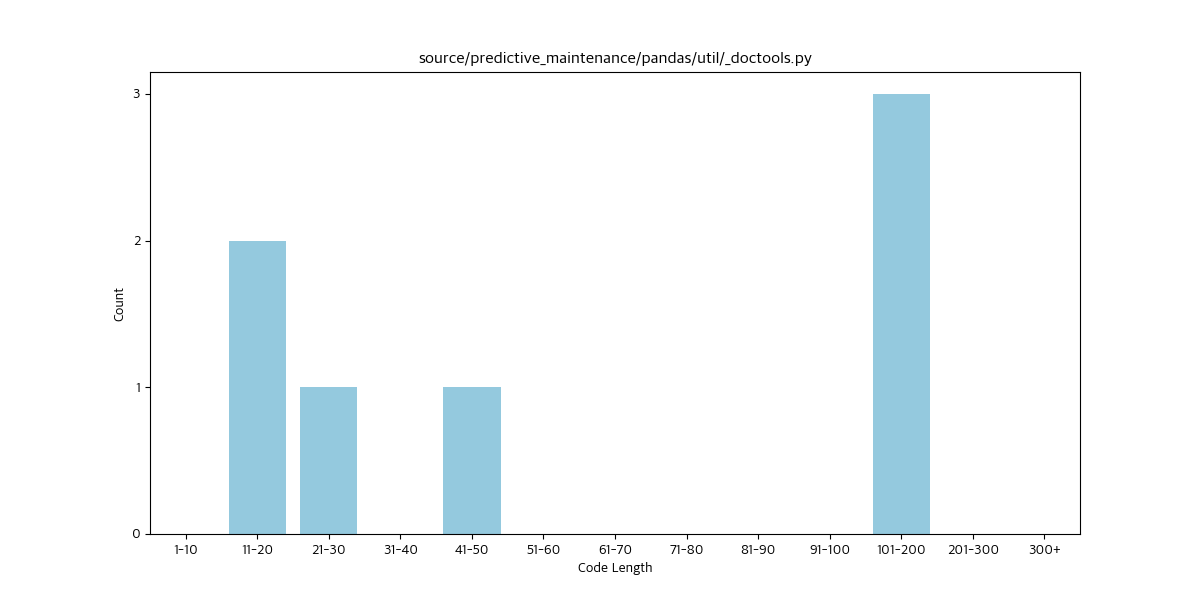 source/predictive_maintenance/pandas/util/_doctools.py
3
2
1
0
Count
1-10 11-20 21-30 31-40 41-50 51-60 61-70 71-80 81-90 91-100 101-200 201-300 300+
Code Length